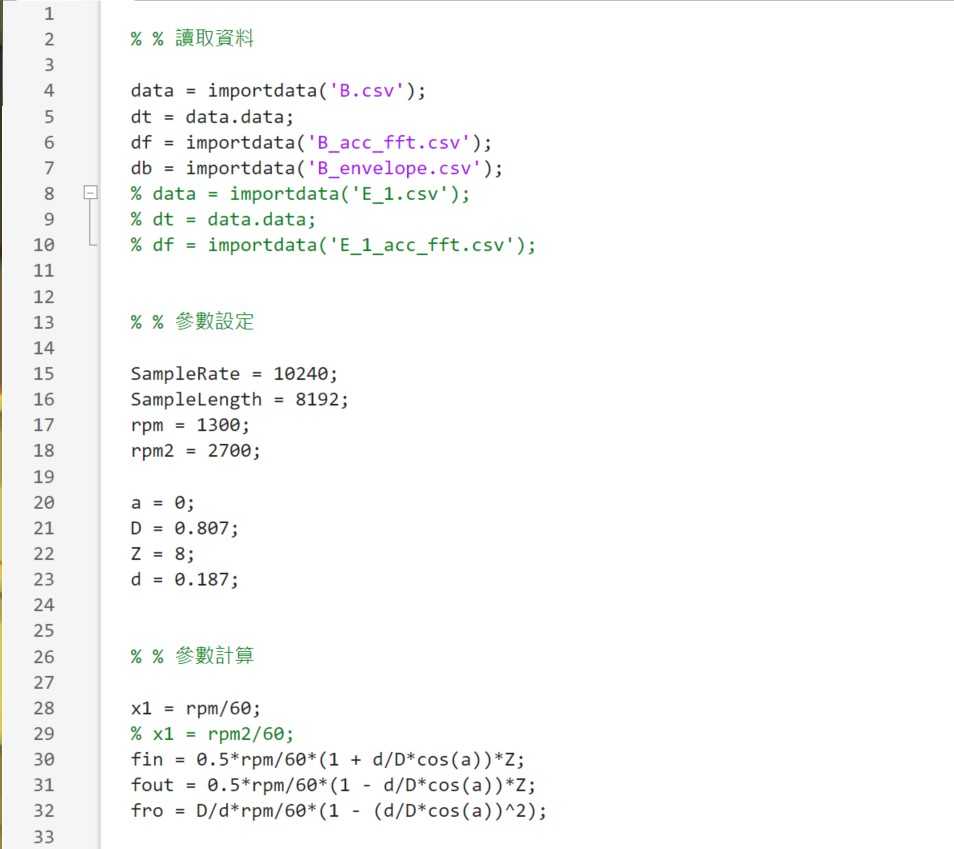 1
2 % % 讀取資料
3
4 data = importdata('B.csv');
5 dt = data.data;
6 df = importdata('B_acc_fft.csv');
7 db = importdata('B_envelope.csv');
8 % data = importdata('E_1.csv');
9 % dt = data.data;
10 % df = importdata('E_1_acc_fft.csv');
11
12
13 % % 參數設定
14
15 SampleRate = 10240;
16 SampleLength = 8192;
17 rpm = 1300;
18 rpm2 = 2700;
19
20 a = 0;
21 D = 0.807;
22 Z = 8;
23 d = 0.187;
24
25
26 % % 參數計算
27
28 x1 = rpm/60;
29 % x1 = rpm2/60;
30 fin = 0.5*rpm/60*(1 + d/D*cos(a))*Z;
31 fout = 0.5*rpm/60*(1 - d/D*cos(a))*Z;
32 fro = D/d*rpm/60*(1 - (d/D*cos(a))^2);
33